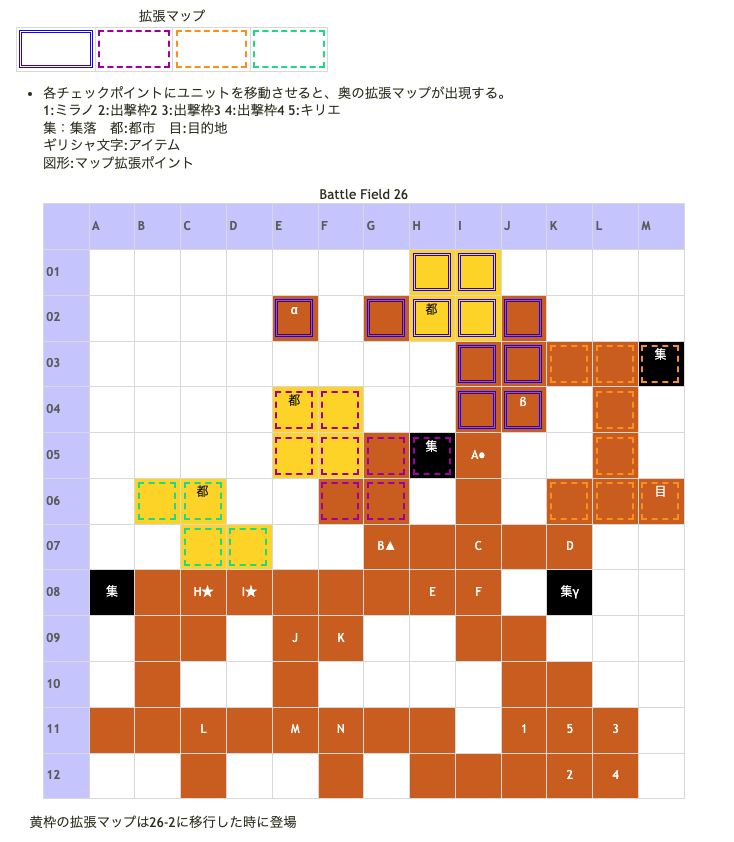 拡張マップ
• 各チェックポイントにユニットを移動させると、奥の拡張マップが出現する。
1:ミラノ 2:出撃枠2 3:出撃枠3 4:出撃枠4 5:キリエ
集：集落　都:都市　目:目的地
ギリシャ文字:アイテム
図形:マップ拡張ポイント
Battle Field 26
A B C D E F G H I J K L M
01
02 α 都
03 集
04 都 β
05 集 A●
06 都 目
07 B▲ C D
08 集 H★ I★ E F 集γ
09 J K
10
11 L M N 1 5 3
12 2 4
黄枠の拡張マップは26-2に移行した時に登場